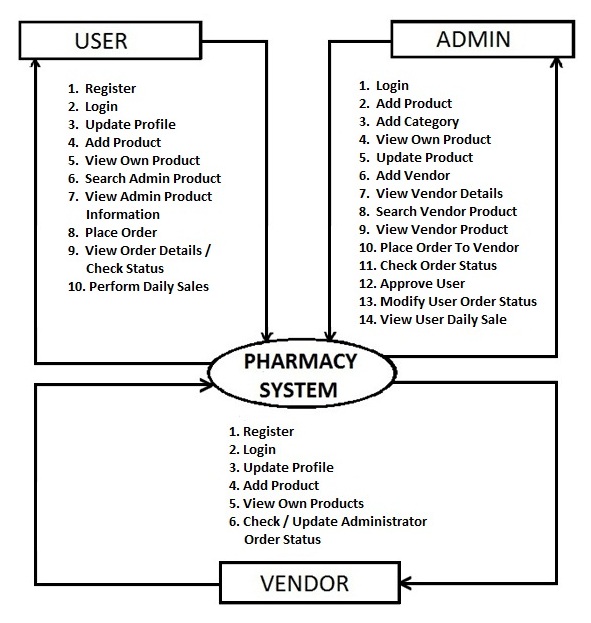 USER
1. Register
2. Login
3. Update Profile
4. Add Product
5. View Own Product
6. Search Admin Product
7. View Admin Product
Information
8. Place Order
9. View Order Details /
Check Status
10. Perform Daily Sales
ADMIN
1. Login
2. Add Product
3. Add Category
4. View Own Product
5. Update Product
6. Add Vendor
7. View Vendor Details
8. Search Vendor Product
9. View Vendor Product
10. Place Order To Vendor
11. Check Order Status
12. Approve User
13. Modify User Order Status
14. View User Daily Sale
PHARMACY
SYSTEM
1. Register
2. Login
3. Update Profile
4. Add Product
5. View Own Products
6. Check / Update Administrator
Order Status
VENDOR